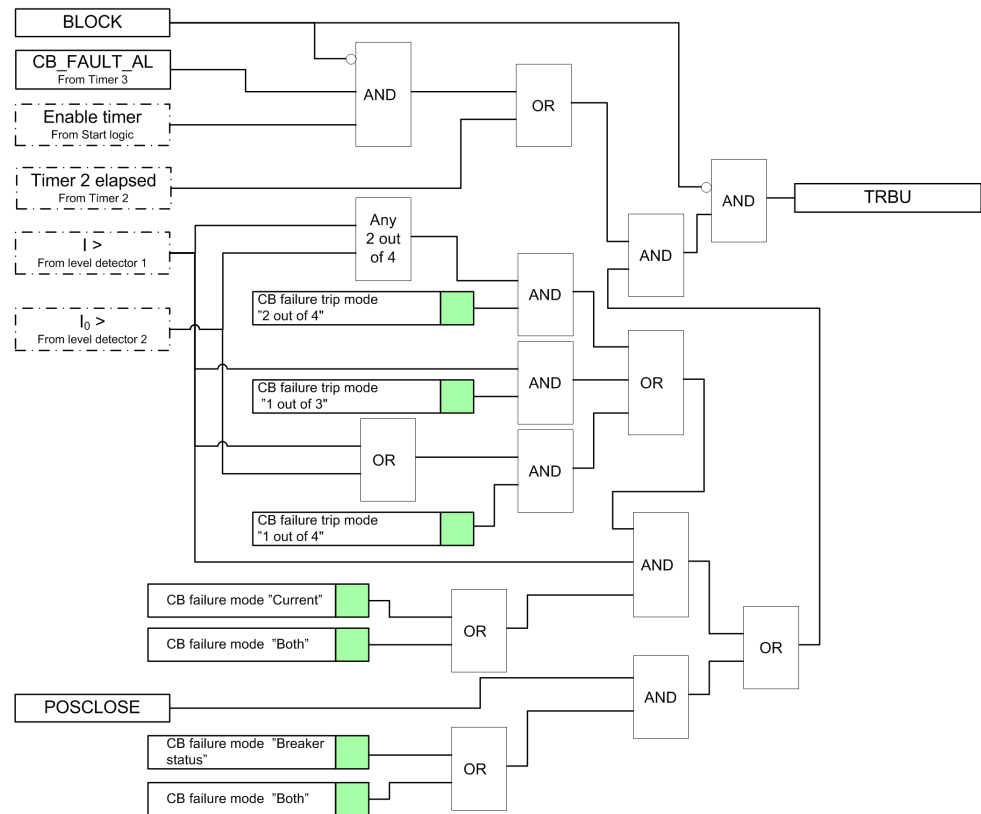 BLOCK
CB_FAULT_AL
From Timer 3
AND
OR
Enable timer
From Start logic
Timer 2 elapsed
From Timer 2
AND
TRBU
I >
From level detector 1
Any
2 out
of 4
AND
CB failure trip mode
"2 out of 4"
AND
I₀ >
From level detector 2
CB failure trip mode
"1 out of 3"
AND
OR
OR
AND
CB failure trip mode
"1 out of 4"
AND
CB failure mode "Current"
OR
CB failure mode "Both"
OR
POSCLOSE
AND
CB failure mode "Breaker
status"
OR
CB failure mode "Both"